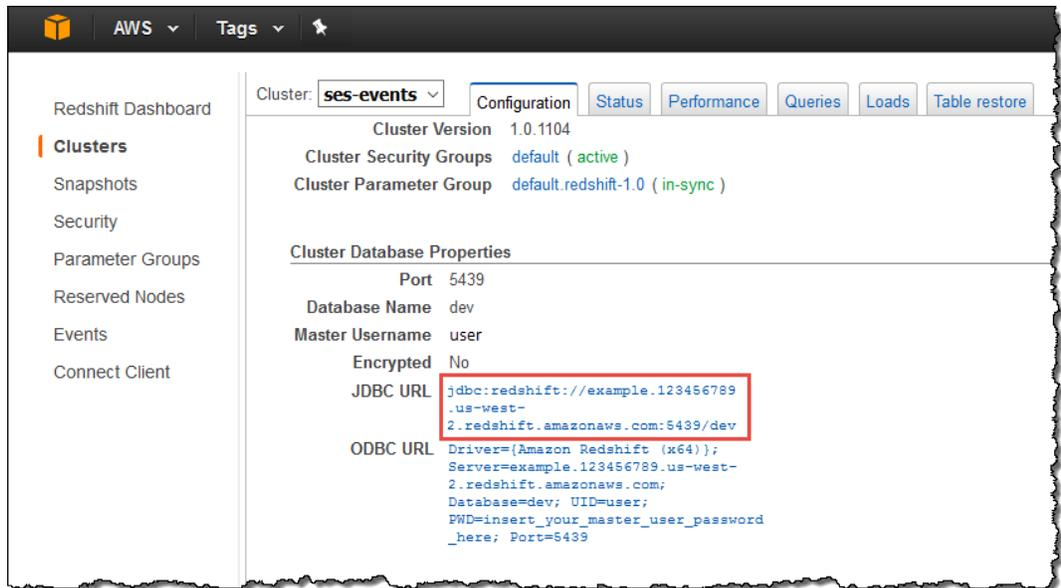 AWS Tags
Redshift Dashboard
Clusters
Snapshots
Security
Parameter Groups
Reserved Nodes
Events
Connect Client
Cluster: ses-events Configuration Status Performance Queries Loads Table restore
Cluster Version 1.0.1104
Cluster Security Groups default ( active )
Cluster Parameter Group default.redshift-1.0 ( in-sync )
Cluster Database Properties
Port 5439
Database Name dev
Master Username user
Encrypted No
JDBC URL jdbc:redshift://example.123456789
.us-west-
2.redshift.amazonaws.com:5439/dev
ODBC URL Driver={Amazon Redshift (x64)};
Server=example.123456789.us-west-
2.redshift.amazonaws.com;
Database=dev; UID=user;
PWD=insert_your_master_user_password
_here; Port=5439